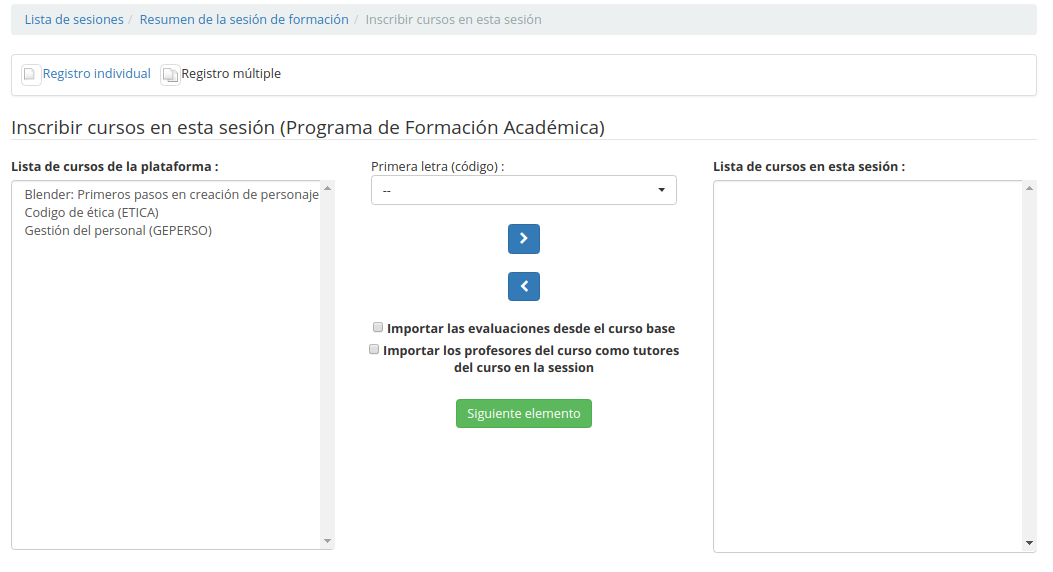 Lista de sesiones / Resumen de la sesión de formación / Inscribir cursos en esta sesión
Registro individual Registro múltiple
Inscribir cursos en esta sesión (Programa de Formación Académica)
Lista de cursos de la plataforma :
Blender: Primeros pasos en creación de personaje
Codigo de ética (ETICA)
Gestión del personal (GEPERSO)
Primera letra (código) :
--
Importar las evaluaciones desde el curso base
Importar los profesores del curso como tutores
del curso en la session
Siguiente elemento
Lista de cursos en esta sesión :